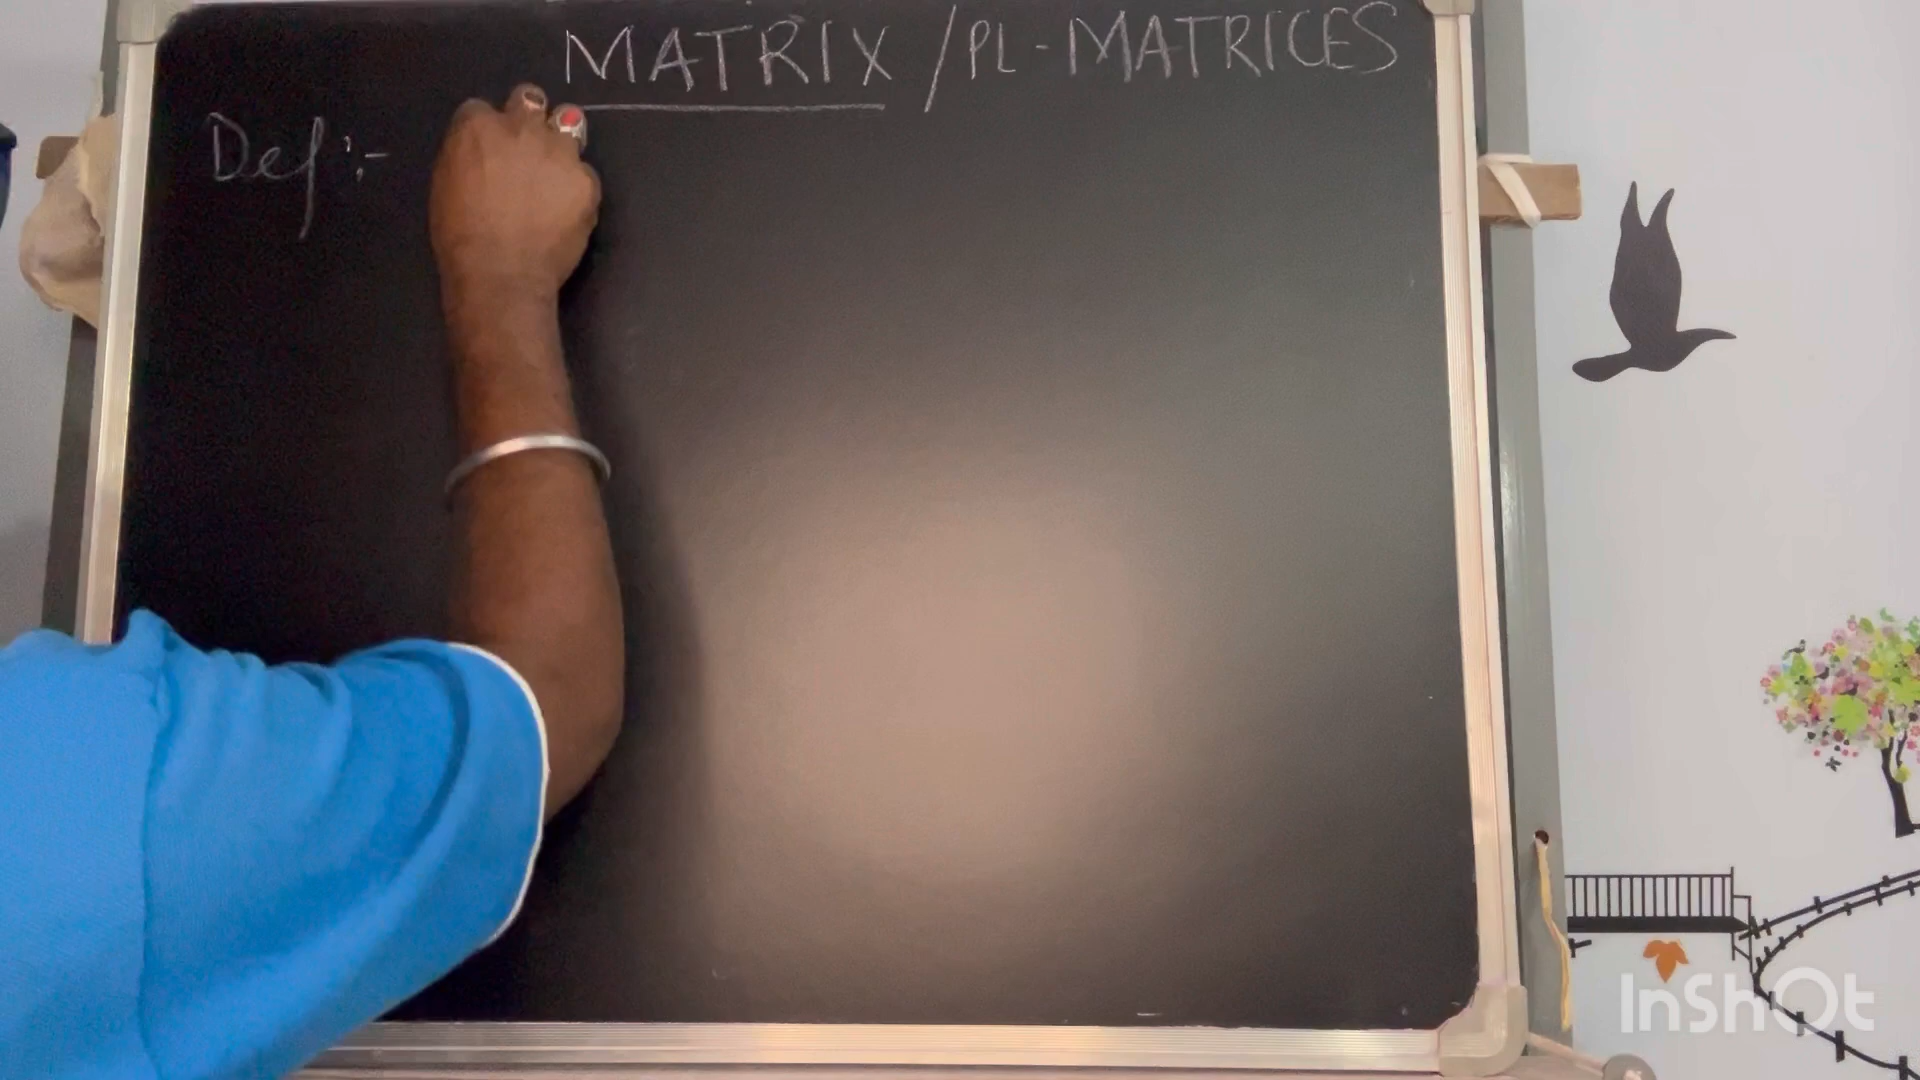 MATRIX / PL-MATRICES
Def :-
InShOt